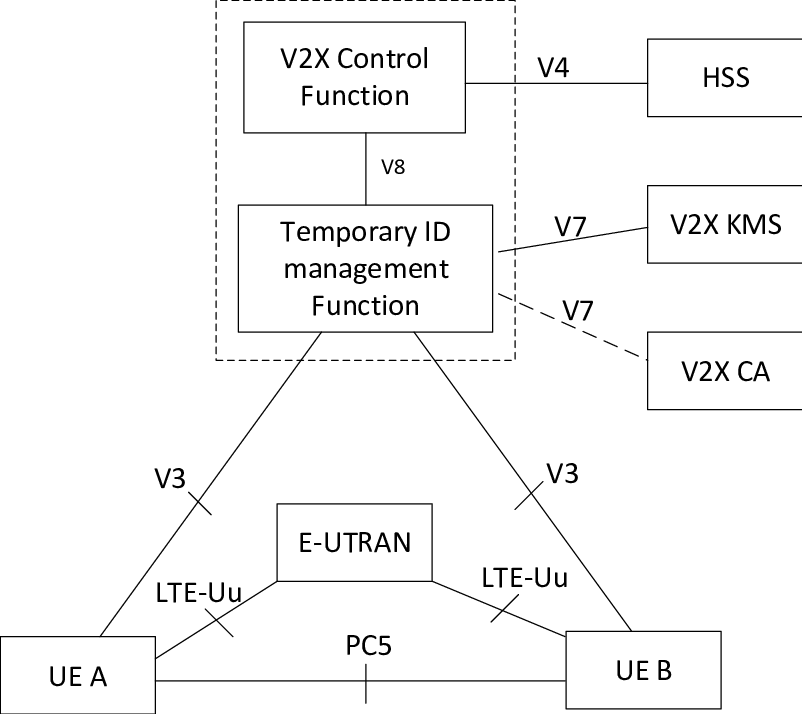 V2X Control
Function
V4
HSS
V8
Temporary ID
management
Function
V7
V2X KMS
V7
V2X CA
V3
V3
E-UTRAN
LTE-Uu
LTE-Uu
PC5
UE A
UE B